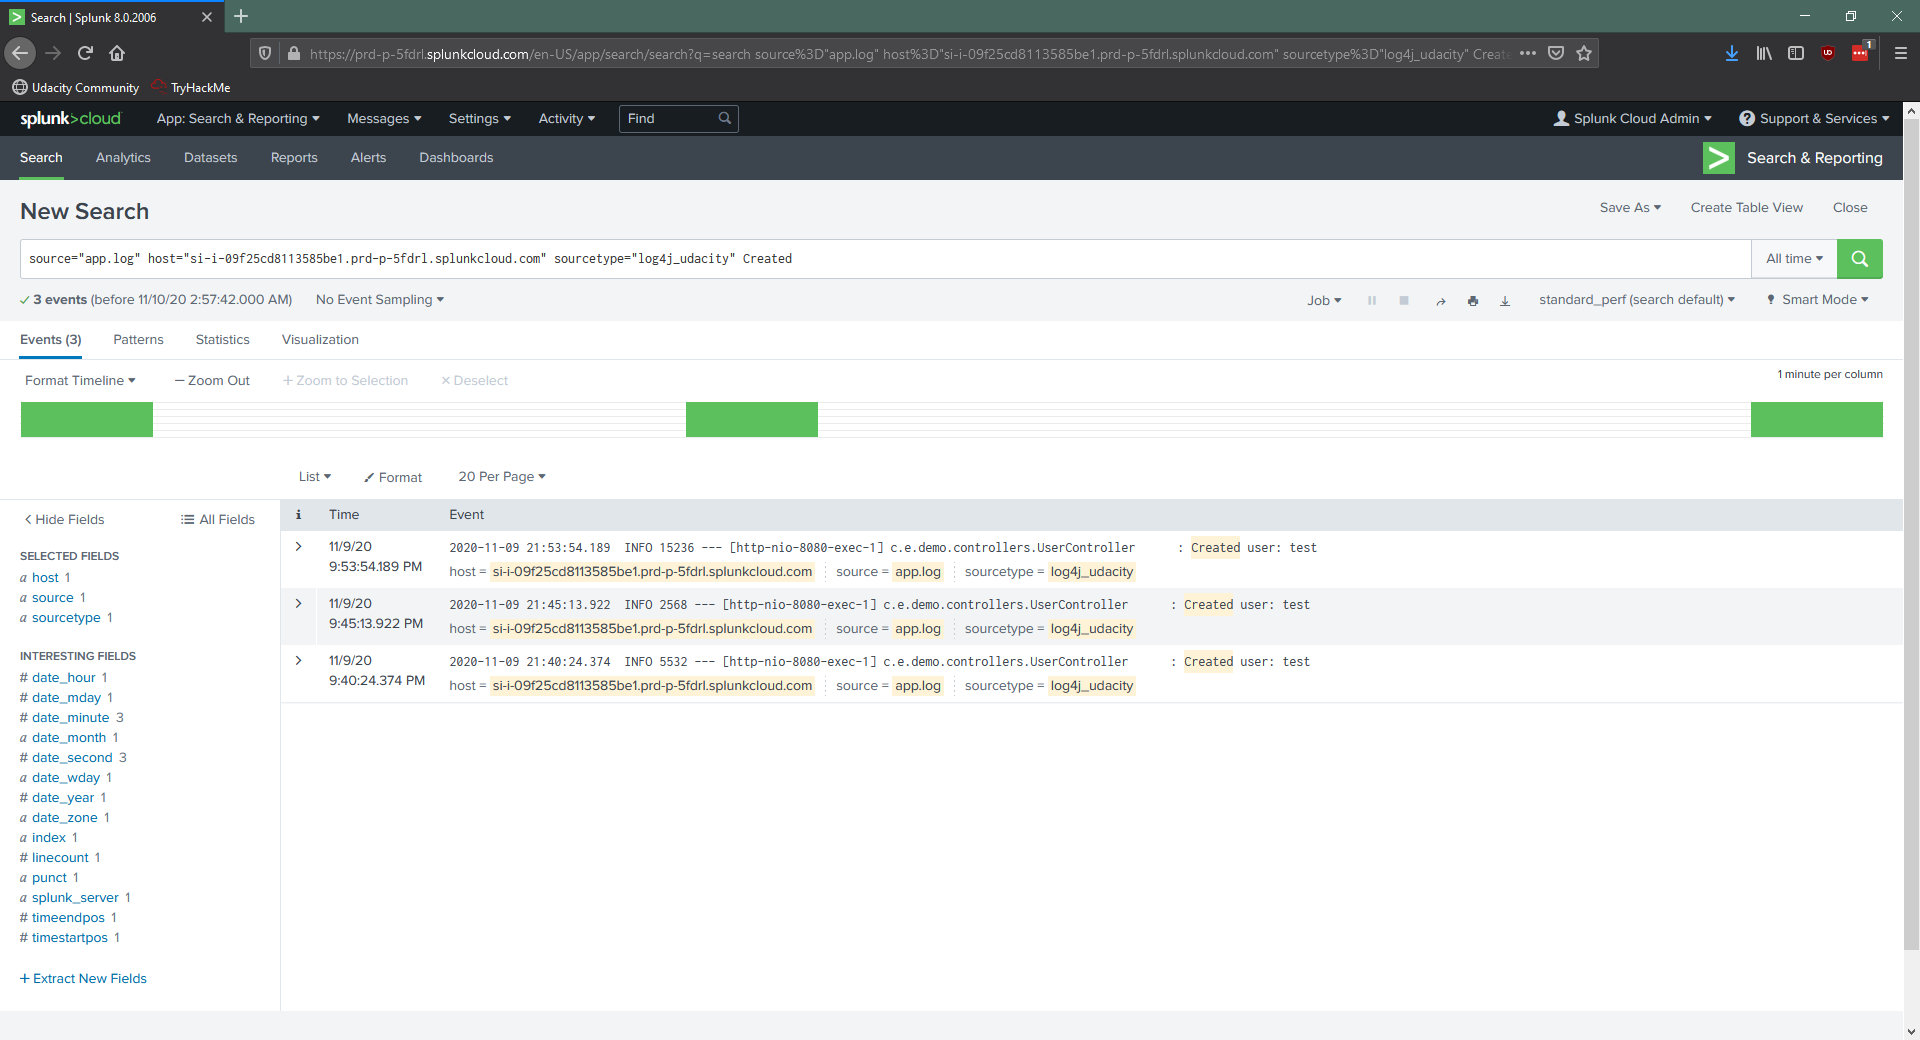 Search | Splunk 8.0.2006
https://prd-p-5fdrl.splunkcloud.com/en-US/app/search/search?q=search source%3D"app.log" host%3D"si-i-09f25cd8113585be1.prd-p-5fdrl.splunkcloud.com" sourcetype%3D"log4j_udacity" Create
1
Udacity Community TryHackMe
splunk>cloud App: Search & Reporting Messages Settings Activity Find Splunk Cloud Admin Support & Services
Search Analytics Datasets Reports Alerts Dashboards Search & Reporting
New Search Save As Create Table View Close
source="app.log" host="si-i-09f25cd8113585be1.prd-p-5fdrl.splunkcloud.com" sourcetype="log4j_udacity" Created All time
3 events (before 11/10/20 2:57:42.000 AM) No Event Sampling Job standard_perf (search default) Smart Mode
Events (3) Patterns Statistics Visualization
Format Timeline — Zoom Out + Zoom to Selection × Deselect 1 minute per column
List Format 20 Per Page
< Hide Fields All Fields
SELECTED FIELDS
a host 1
a source 1
a sourcetype 1
INTERESTING FIELDS
# date_hour 1
# date_mday 1
# date_minute 3
a date_month 1
# date_second 3
a date_wday 1
# date_year 1
a date_zone 1
a index 1
# linecount 1
a punct 1
a splunk_server 1
# timeendpos 1
# timestartpos 1
+ Extract New Fields
i Time Event
11/9/20
9:53:54.189 PM
2020-11-09 21:53:54.189 INFO 15236 --- [http-nio-8080-exec-1] c.e.demo.controllers.UserController : Created user: test
host = si-i-09f25cd8113585be1.prd-p-5fdrl.splunkcloud.com source = app.log sourcetype = log4j_udacity
11/9/20
9:45:13.922 PM
2020-11-09 21:45:13.922 INFO 2568 --- [http-nio-8080-exec-1] c.e.demo.controllers.UserController : Created user: test
host = si-i-09f25cd8113585be1.prd-p-5fdrl.splunkcloud.com source = app.log sourcetype = log4j_udacity
11/9/20
9:40:24.374 PM
2020-11-09 21:40:24.374 INFO 5532 --- [http-nio-8080-exec-1] c.e.demo.controllers.UserController : Created user: test
host = si-i-09f25cd8113585be1.prd-p-5fdrl.splunkcloud.com source = app.log sourcetype = log4j_udacity